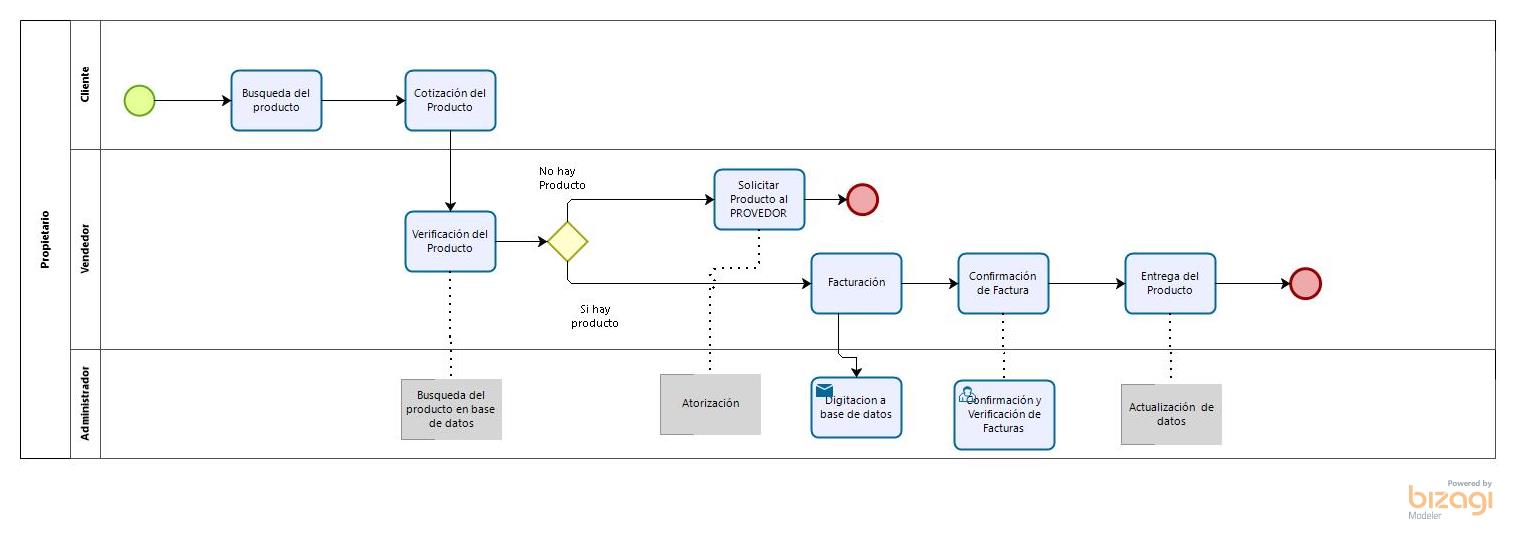 Propietario
Cliente
Busqueda del
producto
Cotización del
Producto
Vendedor
Verificación del
Producto
No hay
Producto
Si hay
producto
Solicitar
Producto al
PROVEDOR
Facturación
Confirmación
de Factura
Entrega del
Producto
Administrador
Busqueda del
producto en base
de datos
Atorización
Digitacion a
base de datos
Confirmación y
Verificación de
Facturas
Actualización de
datos
Powered by
bizagi
Modeler